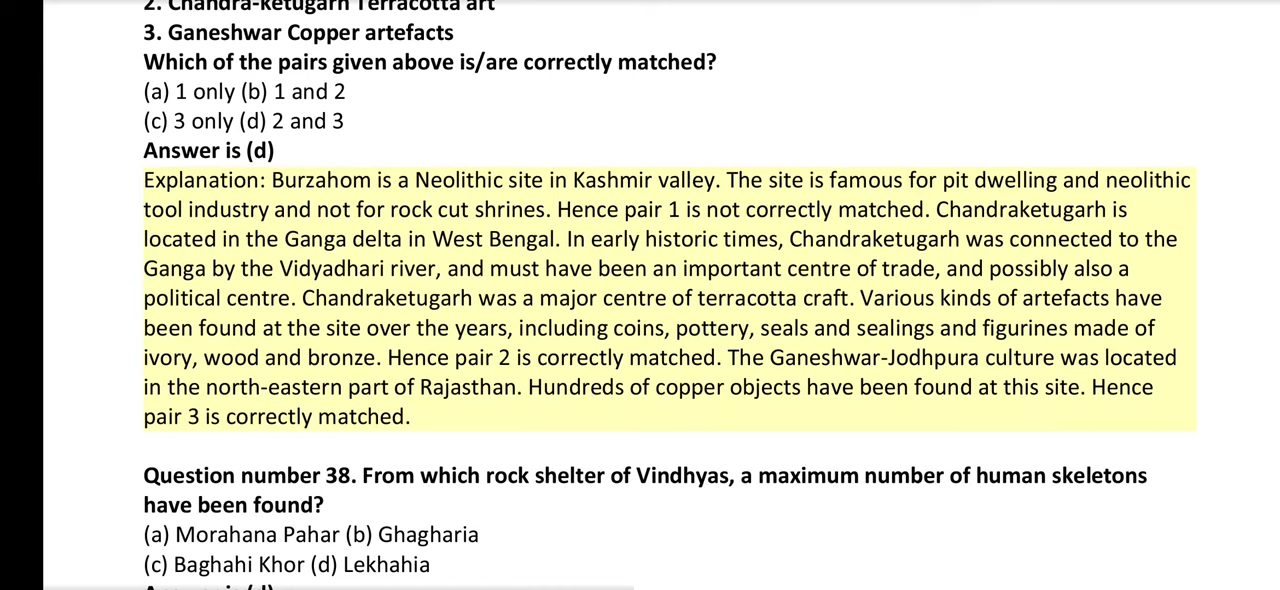 2. Chandra-ketugarh Terracotta art
3. Ganeshwar Copper artefacts
Which of the pairs given above is/are correctly matched?
(a) 1 only (b) 1 and 2
(c) 3 only (d) 2 and 3
Answer is (d)
Explanation: Burzahom is a Neolithic site in Kashmir valley. The site is famous for pit dwelling and neolithic
tool industry and not for rock cut shrines. Hence pair 1 is not correctly matched. Chandraketugarh is
located in the Ganga delta in West Bengal. In early historic times, Chandraketugarh was connected to the
Ganga by the Vidyadhari river, and must have been an important centre of trade, and possibly also a
political centre. Chandraketugarh was a major centre of terracotta craft. Various kinds of artefacts have
been found at the site over the years, including coins, pottery, seals and sealings and figurines made of
ivory, wood and bronze. Hence pair 2 is correctly matched. The Ganeshwar-Jodhpura culture was located
in the north-eastern part of Rajasthan. Hundreds of copper objects have been found at this site. Hence
pair 3 is correctly matched.
Question number 38. From which rock shelter of Vindhyas, a maximum number of human skeletons
have been found?
(a) Morahana Pahar (b) Ghagharia
(c) Baghahi Khor (d) Lekhahia